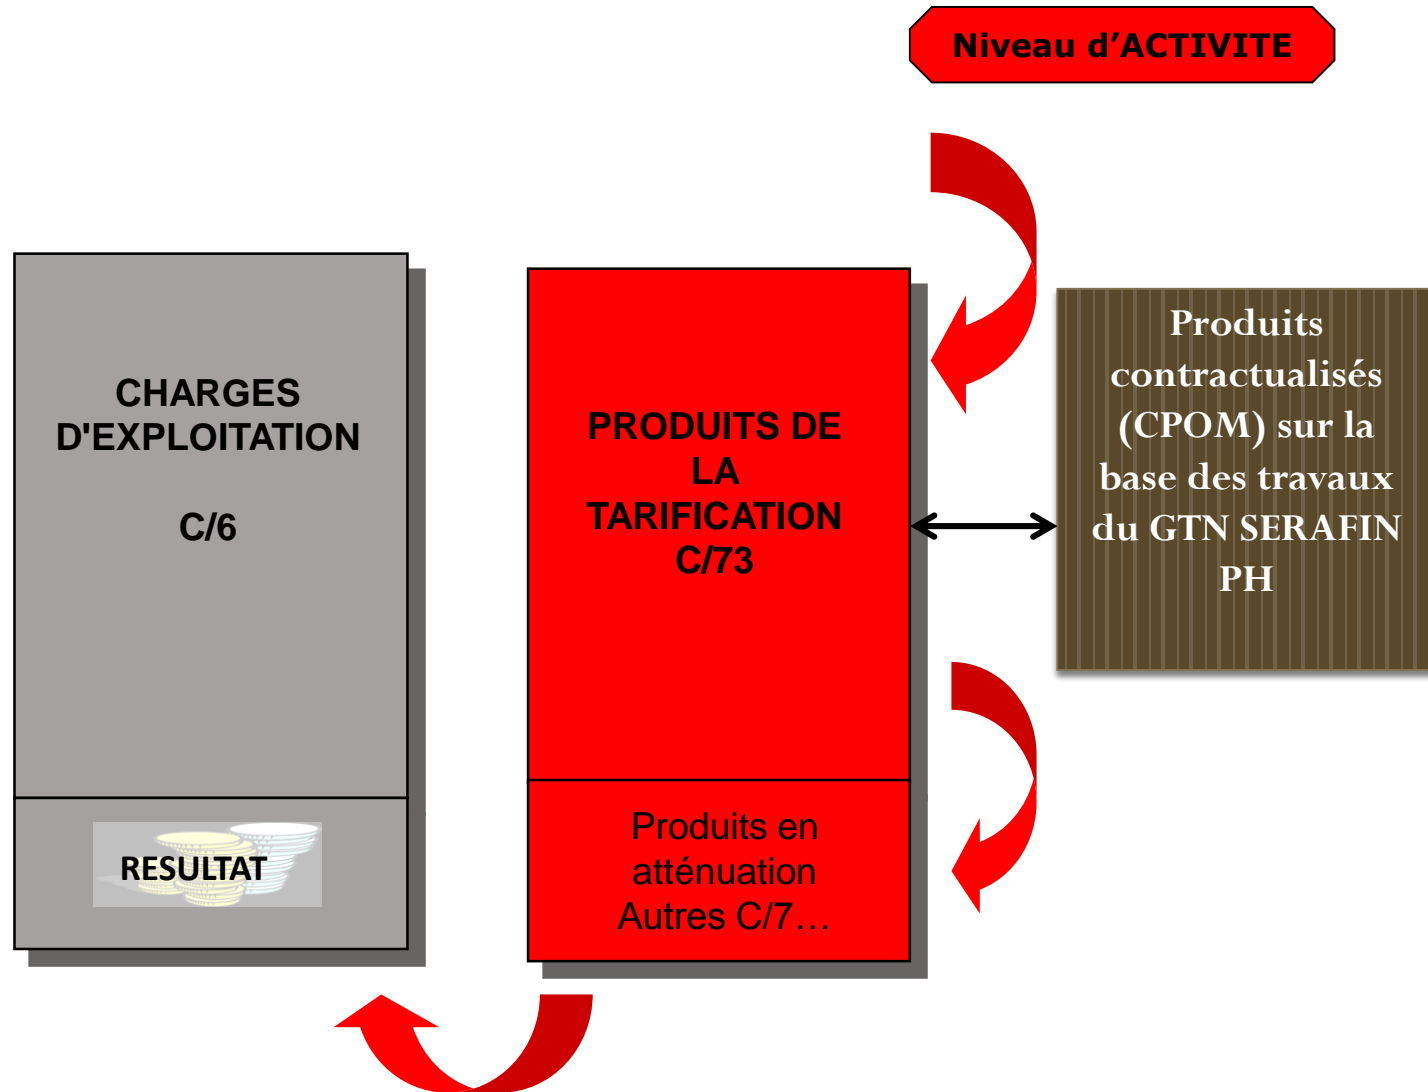 Niveau d'ACTIVITE
CHARGES
D'EXPLOITATION
C/6
RESULTAT
PRODUITS DE
LA
TARIFICATION
C/73
Produits en
atténuation
Autres C/7…
Produits
contractualisés
(CPOM) sur la
base des travaux
du GTN SERAFIN
PH